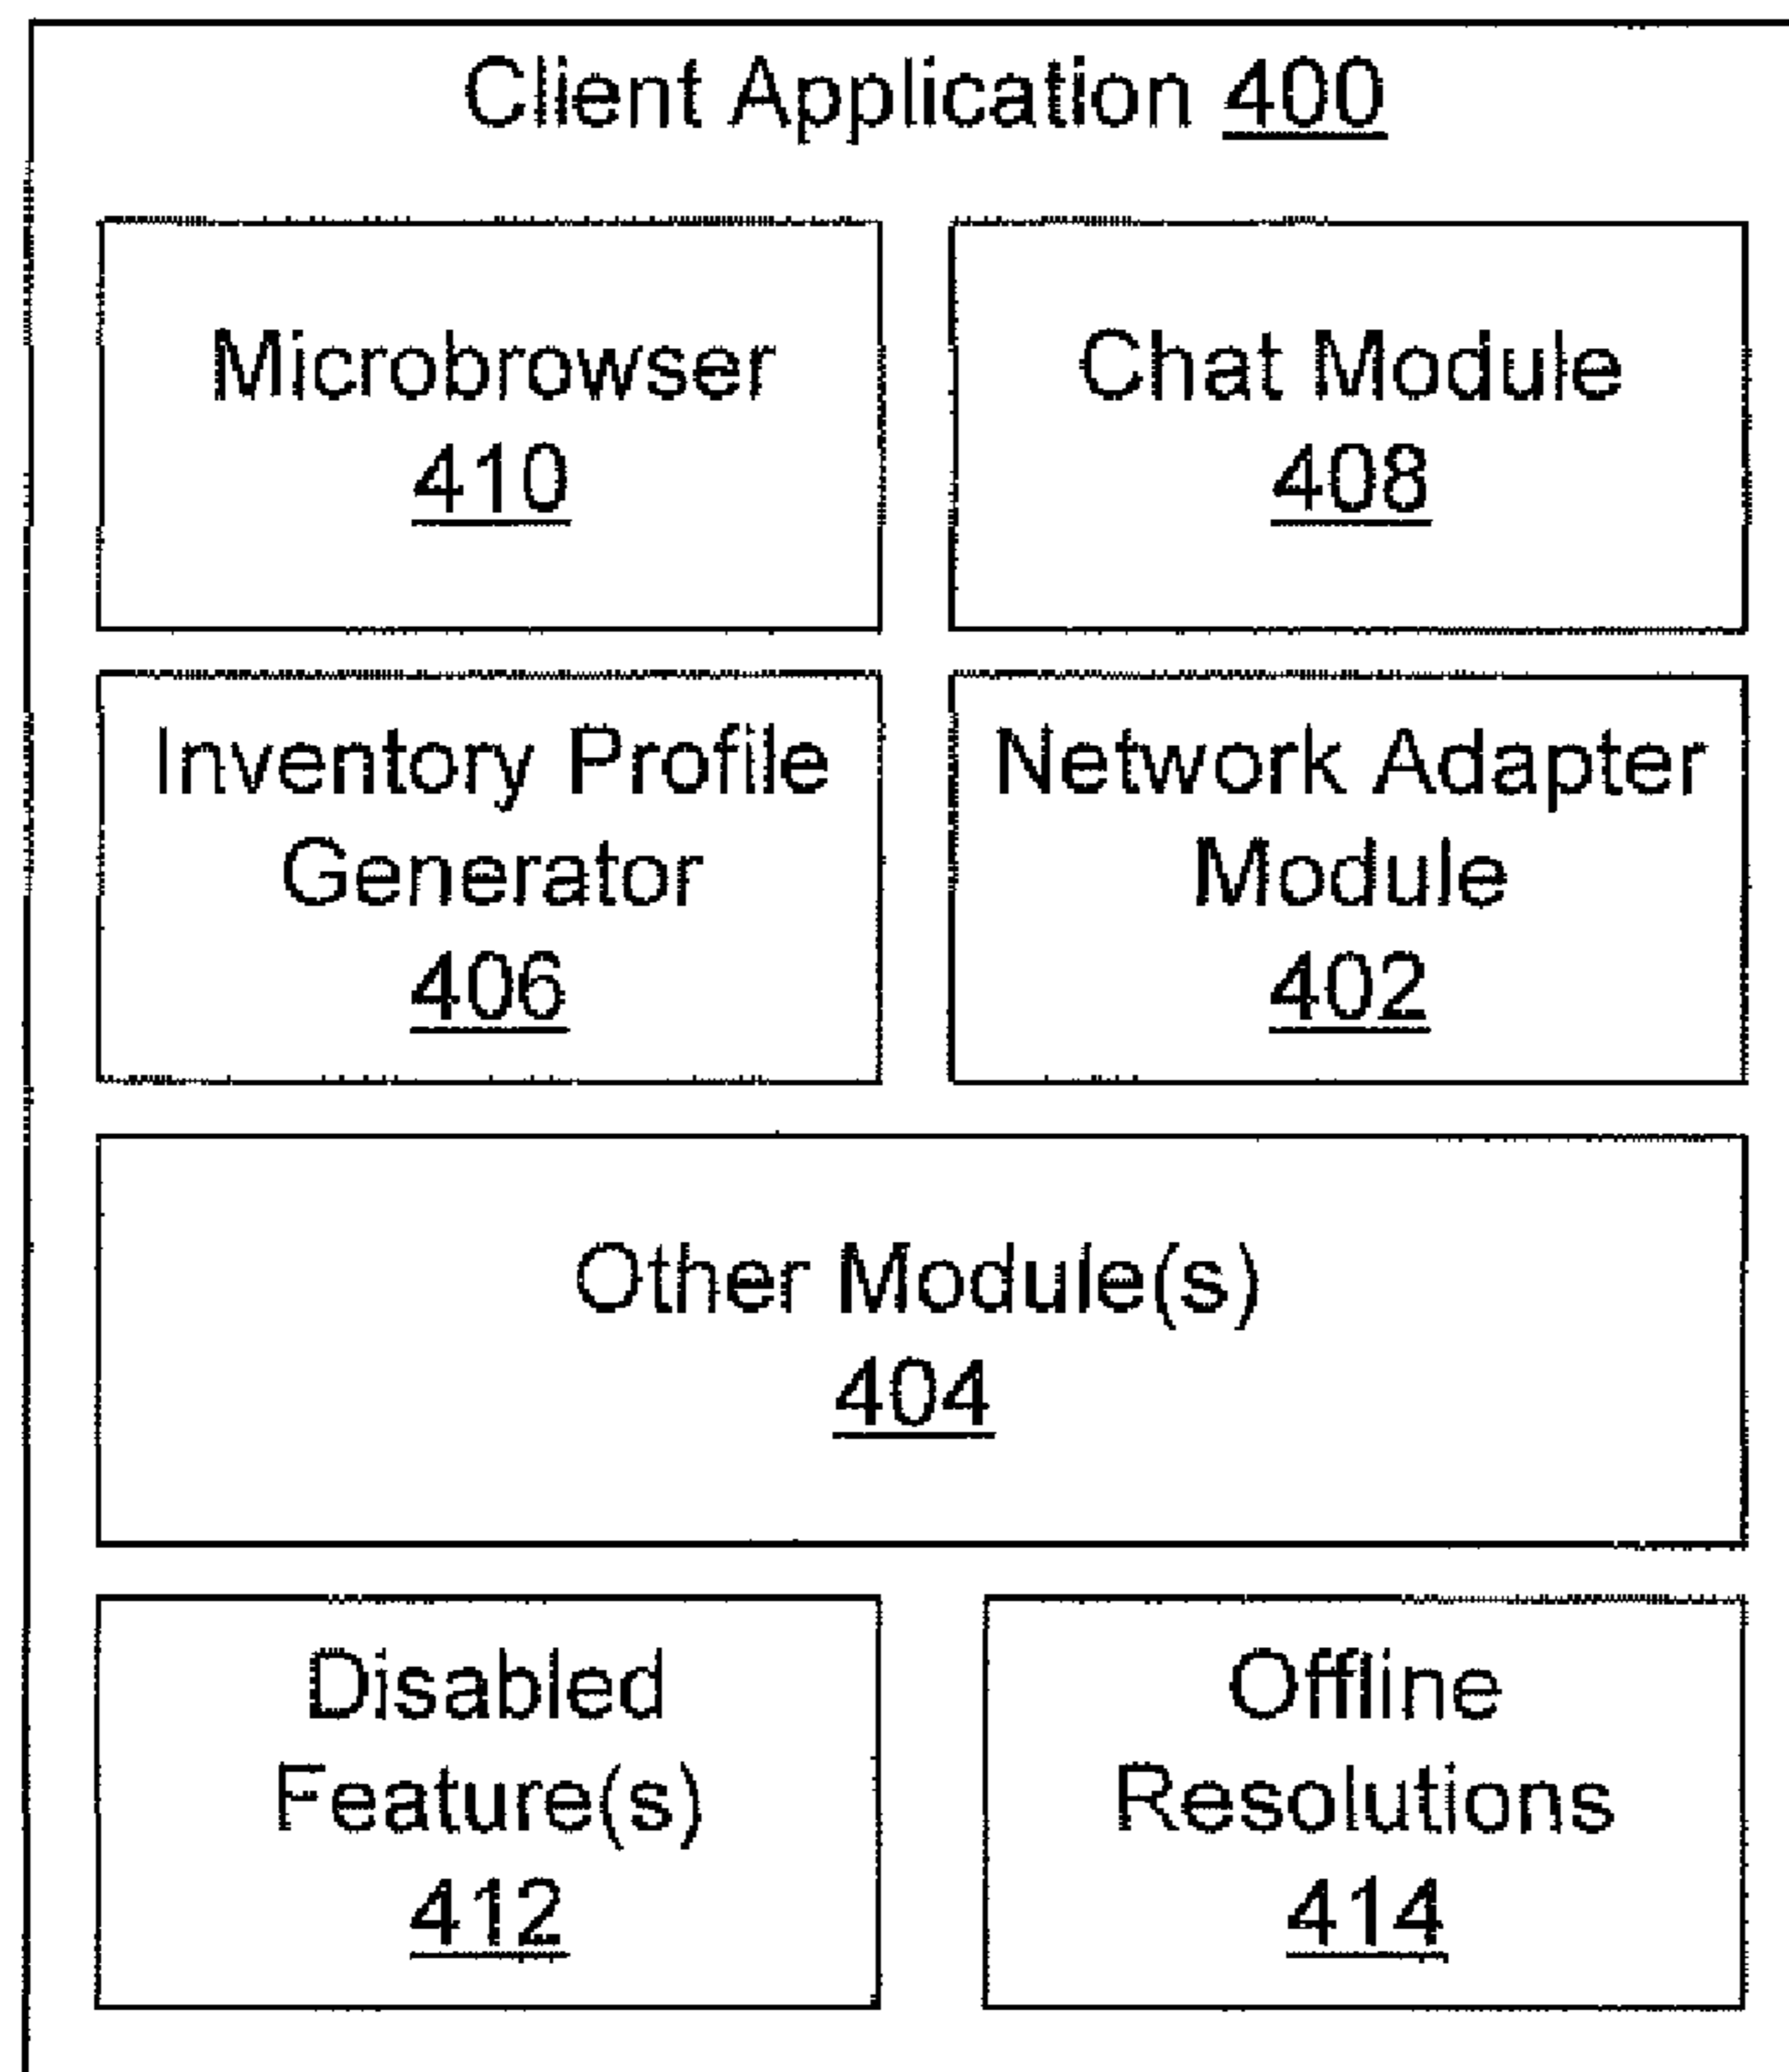 Client Application 400
Microbrowser
410
Chat Module
408
Inventory Profile
Generator
406
Network Adapter
Module
402
Other Module(s)
404
Disabled
Feature(s)
412
Offline
Resolutions
414